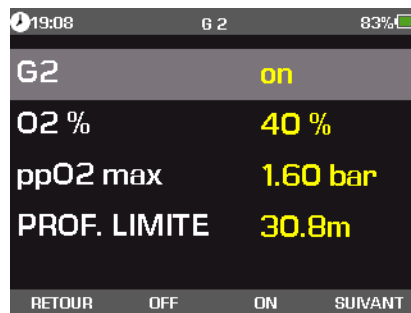 19:08 G 2 83%
G2 on
O2 % 40 %
ppO2 max 1.60 bar
PROF. LIMITE 30.8m
RETOUR OFF ON SUIVANT